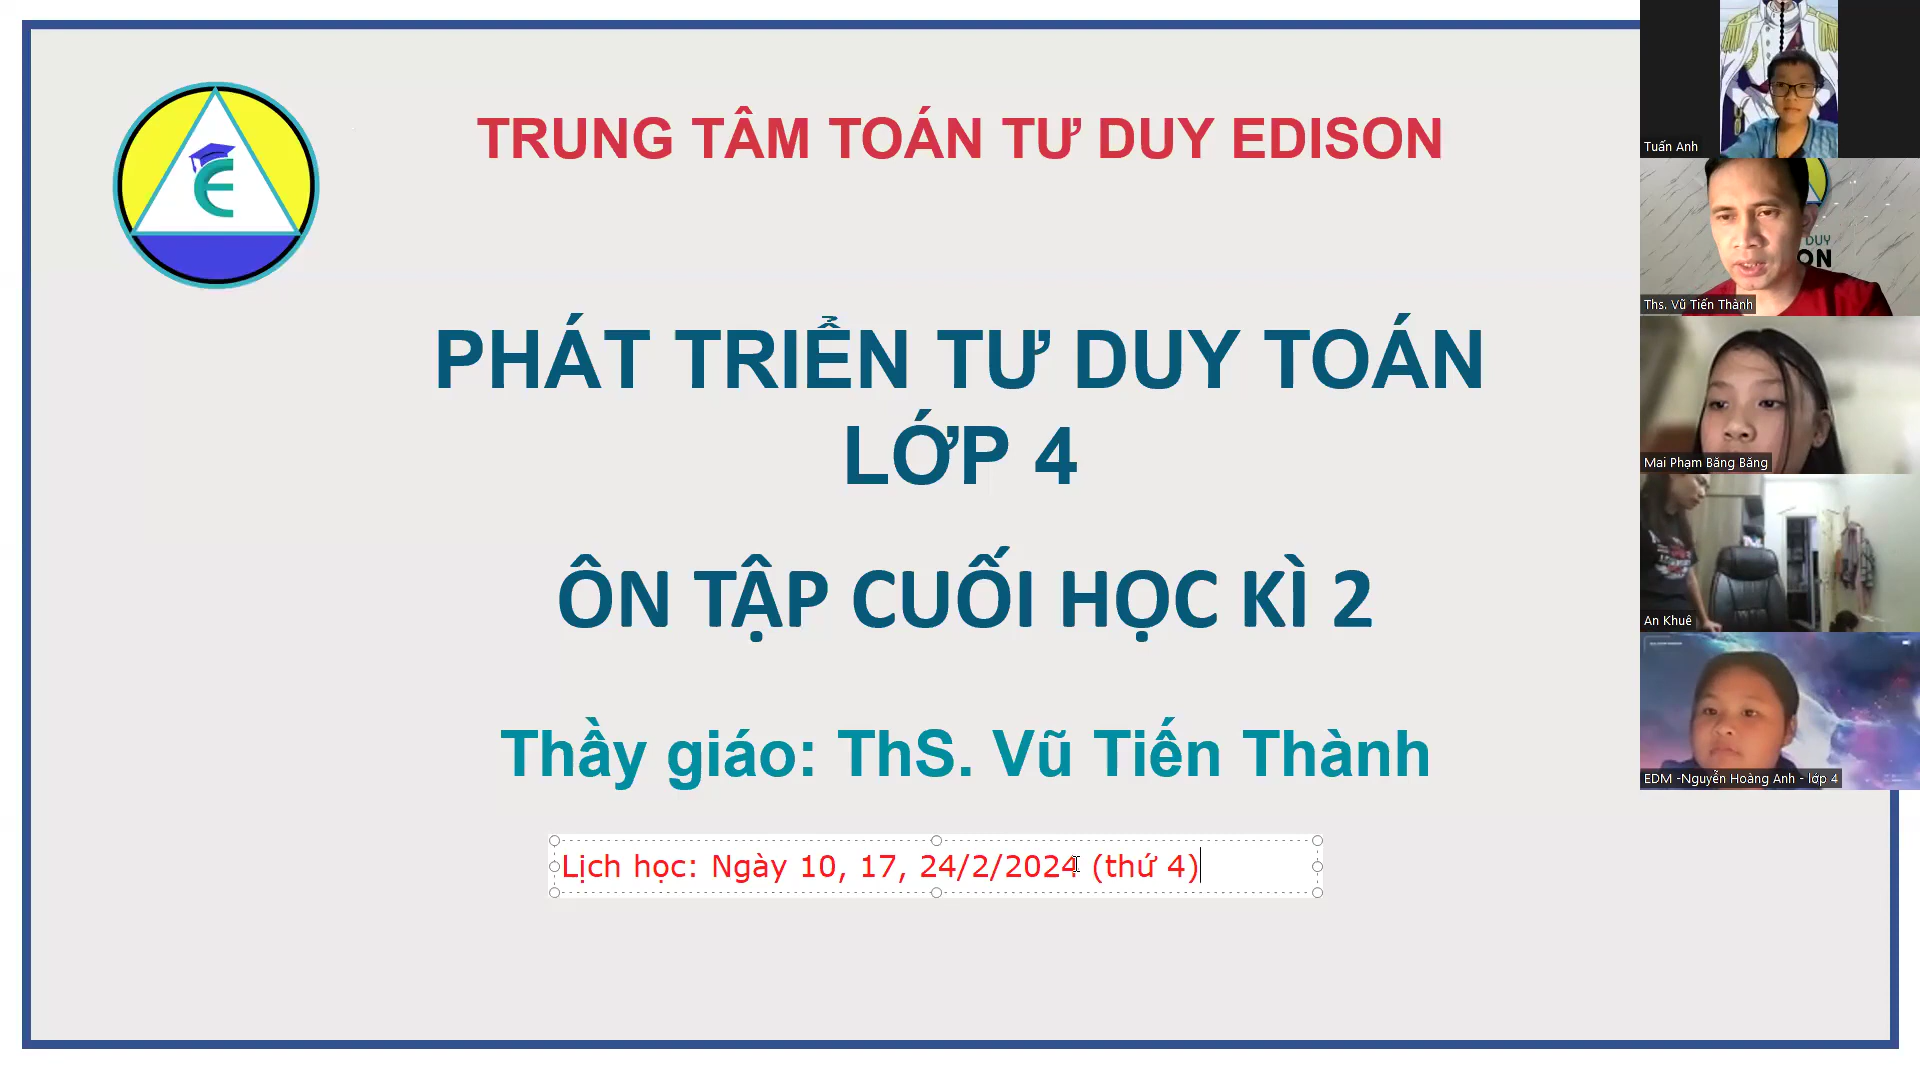 TRUNG TÂM TOÁN TƯ DUY EDISON
PHÁT TRIỂN TƯ DUY TOÁN
LỚP 4
ÔN TẬP CUỐI HỌC KÌ 2
Thầy giáo: ThS. Vũ Tiến Thành
Lịch học: Ngày 10, 17, 24/2/2024 (thứ 4)
Tuấn Anh
DUY
ON
Ths. Vũ Tiến Thành
Mai Phạm Băng Băng
An Khuê
EDM -Nguyễn Hoàng Anh - lớp 4